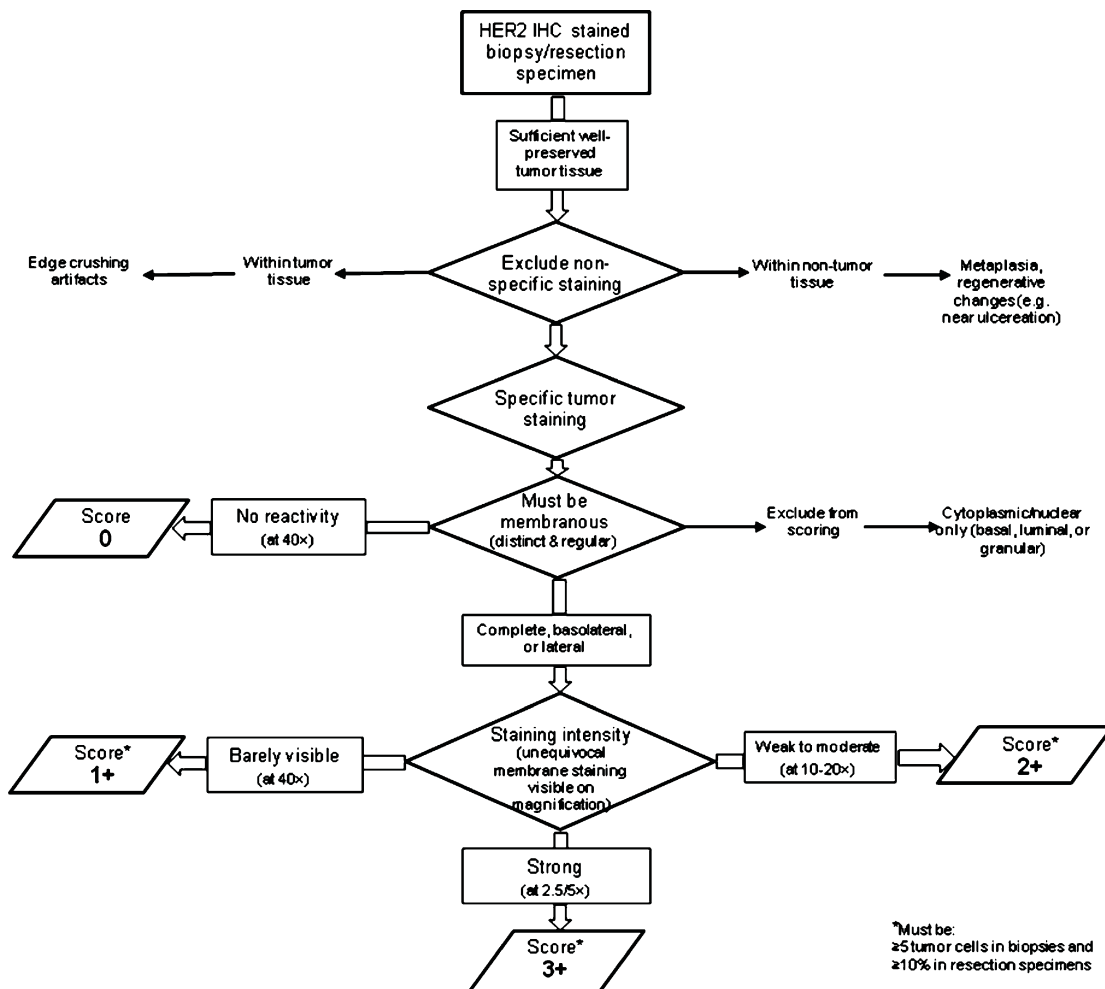 HER2 IHC stained
biopsy/resection
specimen
Sufficient well-
preserved
tumor tissue
Edge crushing
artifacts
Within tumor
tissue
Exclude non-
specific staining
Within non-tumor
tissue
Metaplasia,
regenerative
changes (e.g.
near ulcereation)
Specific tumor
staining
Score
0
No reactivity
(at 40×)
Must be
membranous
(distinct & regular)
Exclude from
scoring
Cytoplasmic/nuclear
only (basal, luminal, or
granular)
Complete, basolateral,
or lateral
Score*
1+
Barely visible
(at 40×)
Staining intensity
(unequivocal
membrane staining
visible on
magnification)
Weak to moderate
(at 10-20×)
Score*
2+
Strong
(at 2.5/5×)
Score*
3+
*Must be:
≥5 tumor cells in biopsies and
≥10% in resection specimens